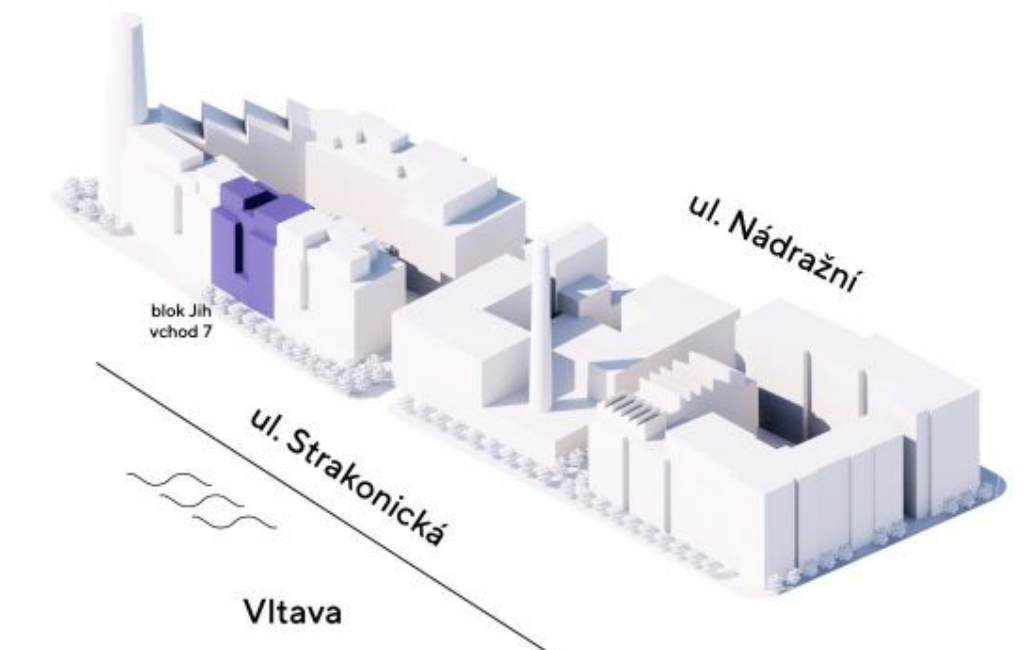 ul. Nádražní
blok Jih
vchod 7
ul. Strakonická
Vltava